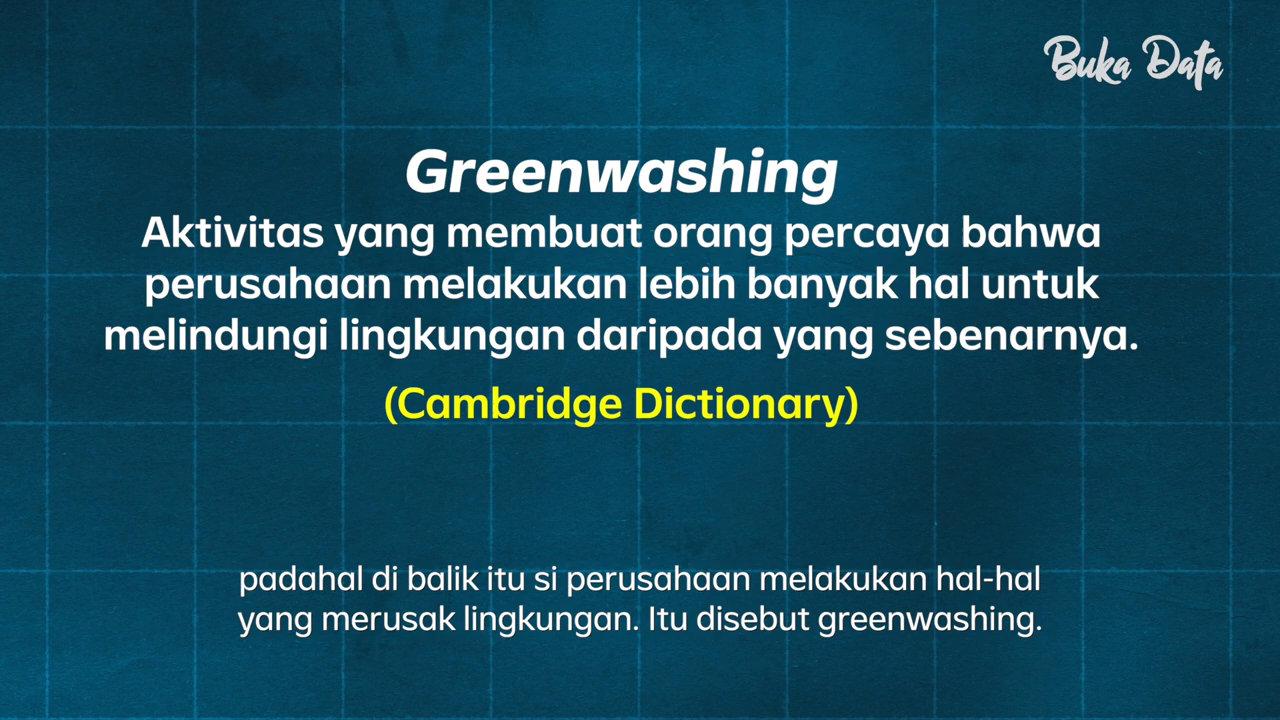 Buka Data
Greenwashing
Aktivitas yang membuat orang percaya bahwa
perusahaan melakukan lebih banyak hal untuk
melindungi lingkungan daripada yang sebenarnya.
(Cambridge Dictionary)
padahal di balik itu si perusahaan melakukan hal-hal
yang merusak lingkungan. Itu disebut greenwashing.